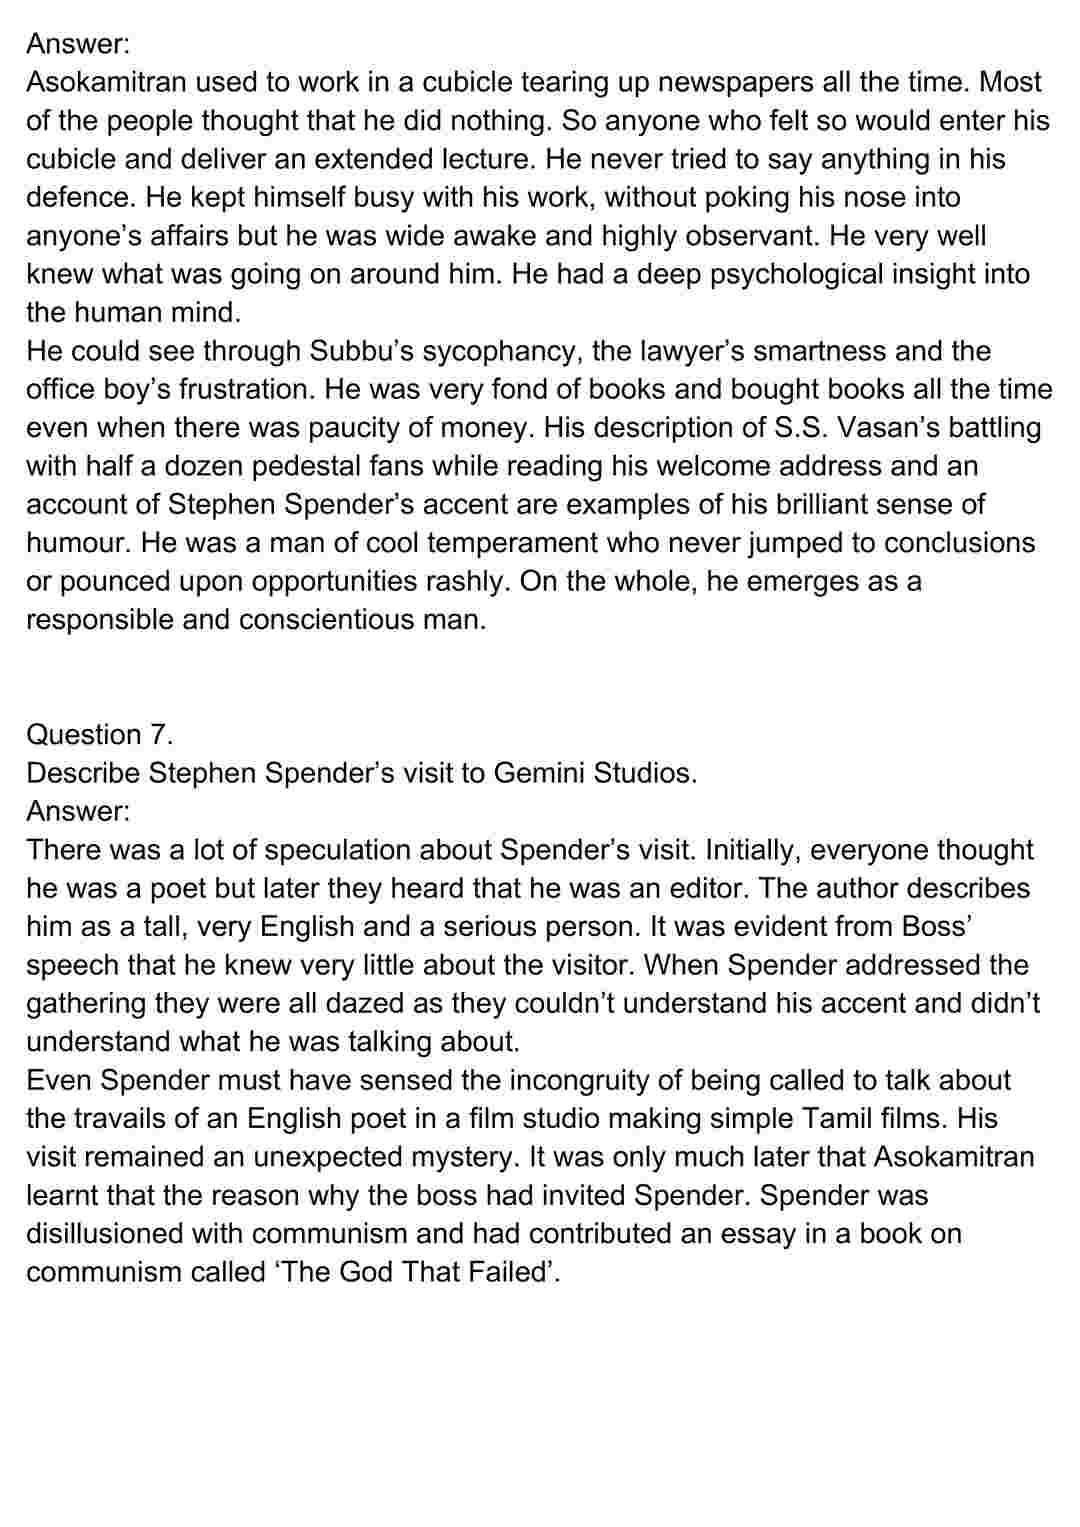 Answer:
Asokamitran used to work in a cubicle tearing up newspapers all the time. Most
of the people thought that he did nothing. So anyone who felt so would enter his
cubicle and deliver an extended lecture. He never tried to say anything in his
defence. He kept himself busy with his work, without poking his nose into
anyone’s affairs but he was wide awake and highly observant. He very well
knew what was going on around him. He had a deep psychological insight into
the human mind.
He could see through Subbu’s sycophancy, the lawyer’s smartness and the
office boy’s frustration. He was very fond of books and bought books all the time
even when there was paucity of money. His description of S.S. Vasan’s battling
with half a dozen pedestal fans while reading his welcome address and an
account of Stephen Spender’s accent are examples of his brilliant sense of
humour. He was a man of cool temperament who never jumped to conclusions
or pounced upon opportunities rashly. On the whole, he emerges as a
responsible and conscientious man.
Question 7.
Describe Stephen Spender’s visit to Gemini Studios.
Answer:
There was a lot of speculation about Spender’s visit. Initially, everyone thought
he was a poet but later they heard that he was an editor. The author describes
him as a tall, very English and a serious person. It was evident from Boss’
speech that he knew very little about the visitor. When Spender addressed the
gathering they were all dazed as they couldn’t understand his accent and didn’t
understand what he was talking about.
Even Spender must have sensed the incongruity of being called to talk about
the travails of an English poet in a film studio making simple Tamil films. His
visit remained an unexpected mystery. It was only much later that Asokamitran
learnt that the reason why the boss had invited Spender. Spender was
disillusioned with communism and had contributed an essay in a book on
communism called ‘The God That Failed’.